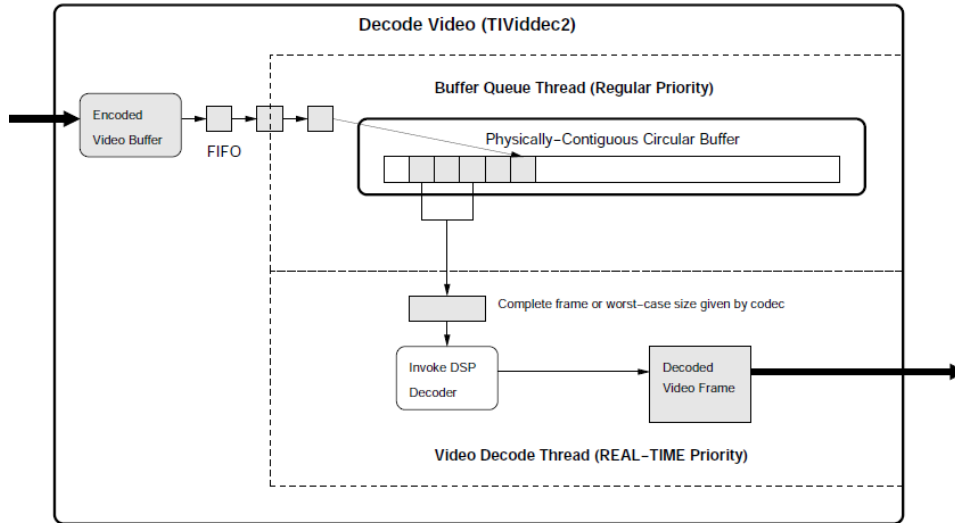 Decode Video (TIViddec2)
Buffer Queue Thread (Regular Priority)
Encoded
Video Buffer
FIFO
Physically-Contiguous Circular Buffer
Complete frame or worst-case size given by codec
Invoke DSP
Decoder
Decoded
Video Frame
Video Decode Thread (REAL-TIME Priority)